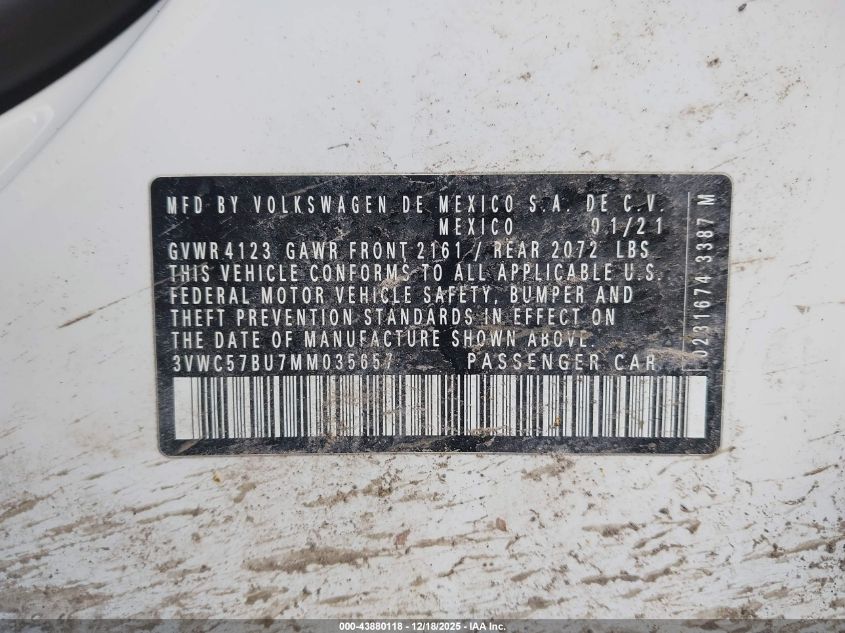 MFD BY VOLKSWAGEN DE MEXICO S.A. DE C.V.
MEXICO 01/21
GVWR 4123 GAWR FRONT 2161 / REAR 2072 LBS
THIS VEHICLE CONFORMS TO ALL APPLICABLE U.S.
FEDERAL MOTOR VEHICLE SAFETY, BUMPER AND
THEFT PREVENTION STANDARDS IN EFFECT ON
THE DATE OF MANUFACTURE SHOWN ABOVE.
3VWC57BU7MM035657 PASSENGER CAR
0231674 3387 M
000-43880118 - 12/18/2025 - IAA Inc.